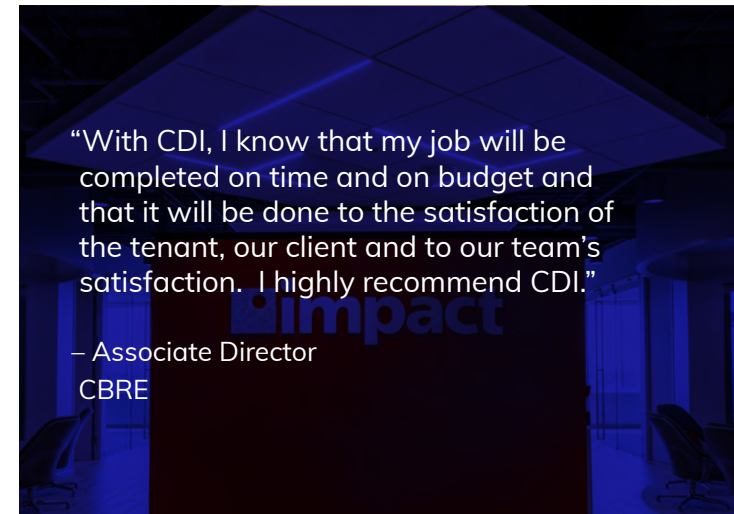 “With CDI, I know that my job will be
completed on time and on budget and
that it will be done to the satisfaction of
the tenant, our client and to our team’s
satisfaction.  I highly recommend CDI.”
impact
– Associate Director
CBRE